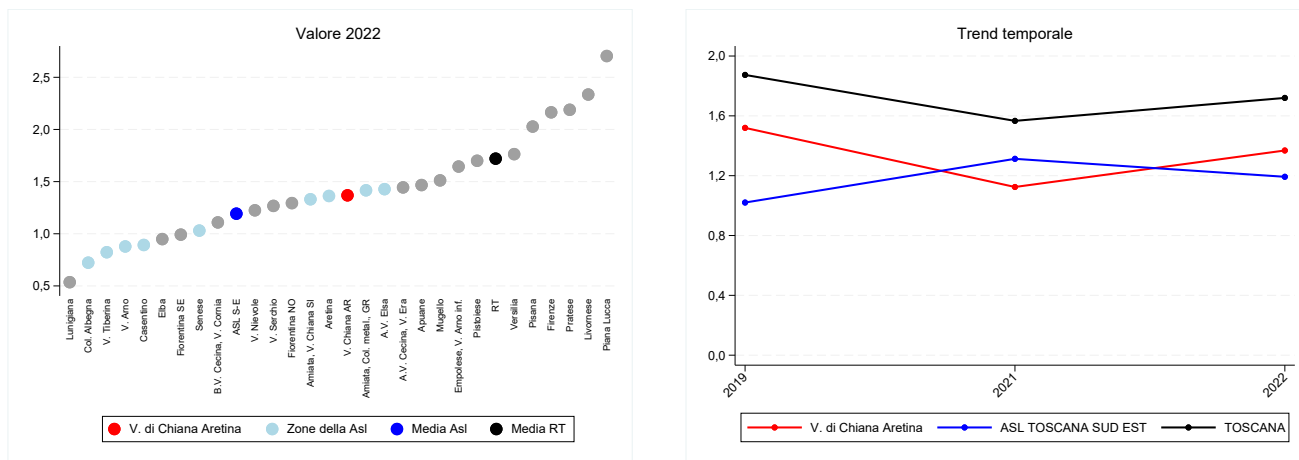 Valore 2022
2,5
2,0
1,5
1,0
0,5
Lunigiana
Col. Albegna
V. Tiberina
V. Arno
Casentino
Elba
Fiorentina SE
Senese
B.V. Cecina, V. Cornia
ASL S-E
V. Nievole
V. Serchio
Fiorentina NO
Amiata, V. Chiana SI
Aretina
V. Chiana AR
Amiata, Col. metal., GR
A.V. Elsa
A.V. Cecina, V. Era
Apuane
Mugello
Empolese, V. Arno inf.
Pistoiese
RT
Versilia
Pisana
Firenze
Pratese
Livornese
Piana Lucca
V. di Chiana Aretina
Zone della Asl
Media Asl
Media RT
Trend temporale
2,0
1,6
1,2
0,8
0,4
0,0
2019
2021
2022
V. di Chiana Aretina
ASL TOSCANA SUD EST
TOSCANA